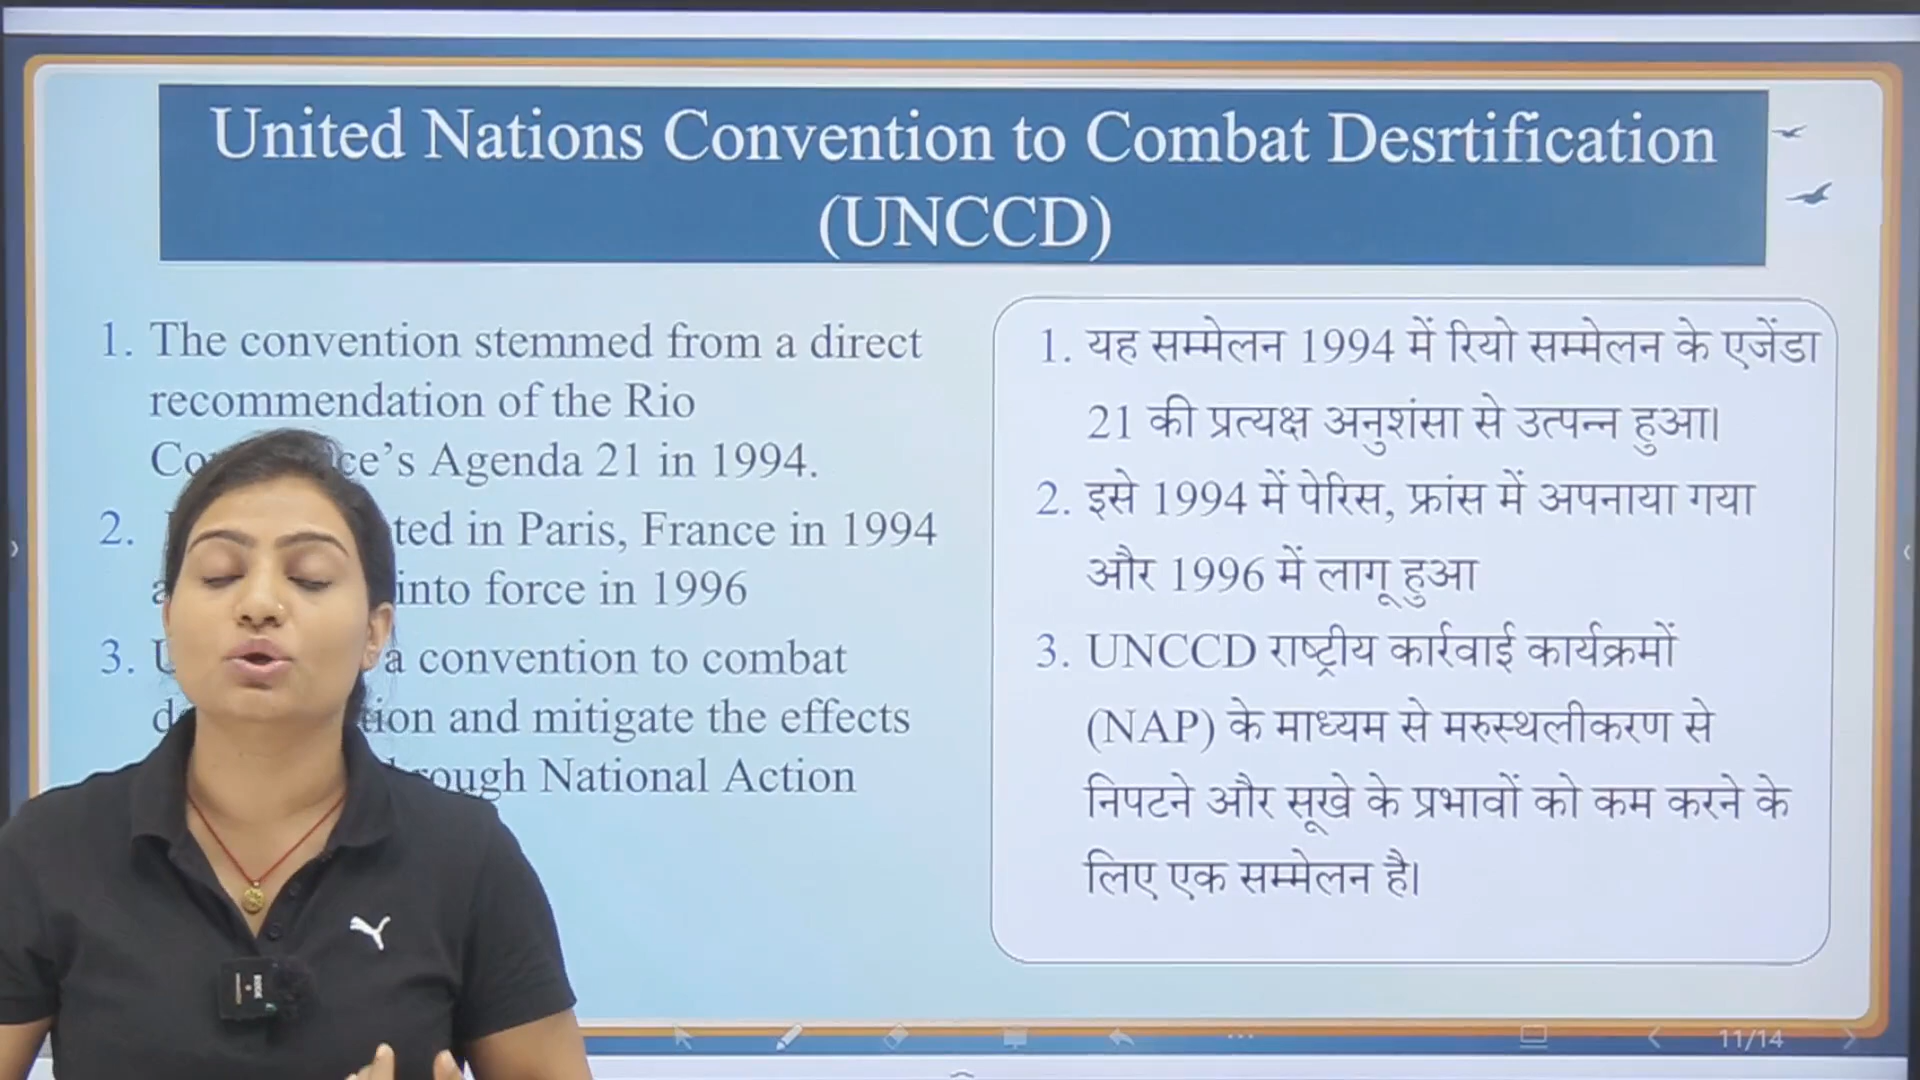 United Nations Convention to Combat Desrtification
(UNCCD)
1. The convention stemmed from a direct
recommendation of the Rio
ce's Agenda 21 in 1994.
2. ted in Paris, France in 1994
into force in 1996
3. a convention to combat
tion and mitigate the effects
rough National Action
1. यह सम्मेलन 1994 में रियो सम्मेलन के एजेंडा
21 की प्रत्यक्ष अनुशंसा से उत्पन्न हुआ।
2. इसे 1994 में पेरिस, फ्रांस में अपनाया गया
और 1996 में लागू हुआ
3. UNCCD राष्ट्रीय कार्रवाई कार्यक्रमों
(NAP) के माध्यम से मरुस्थलीकरण से
निपटने और सूखे के प्रभावों को कम करने के
लिए एक सम्मेलन है।
11/14